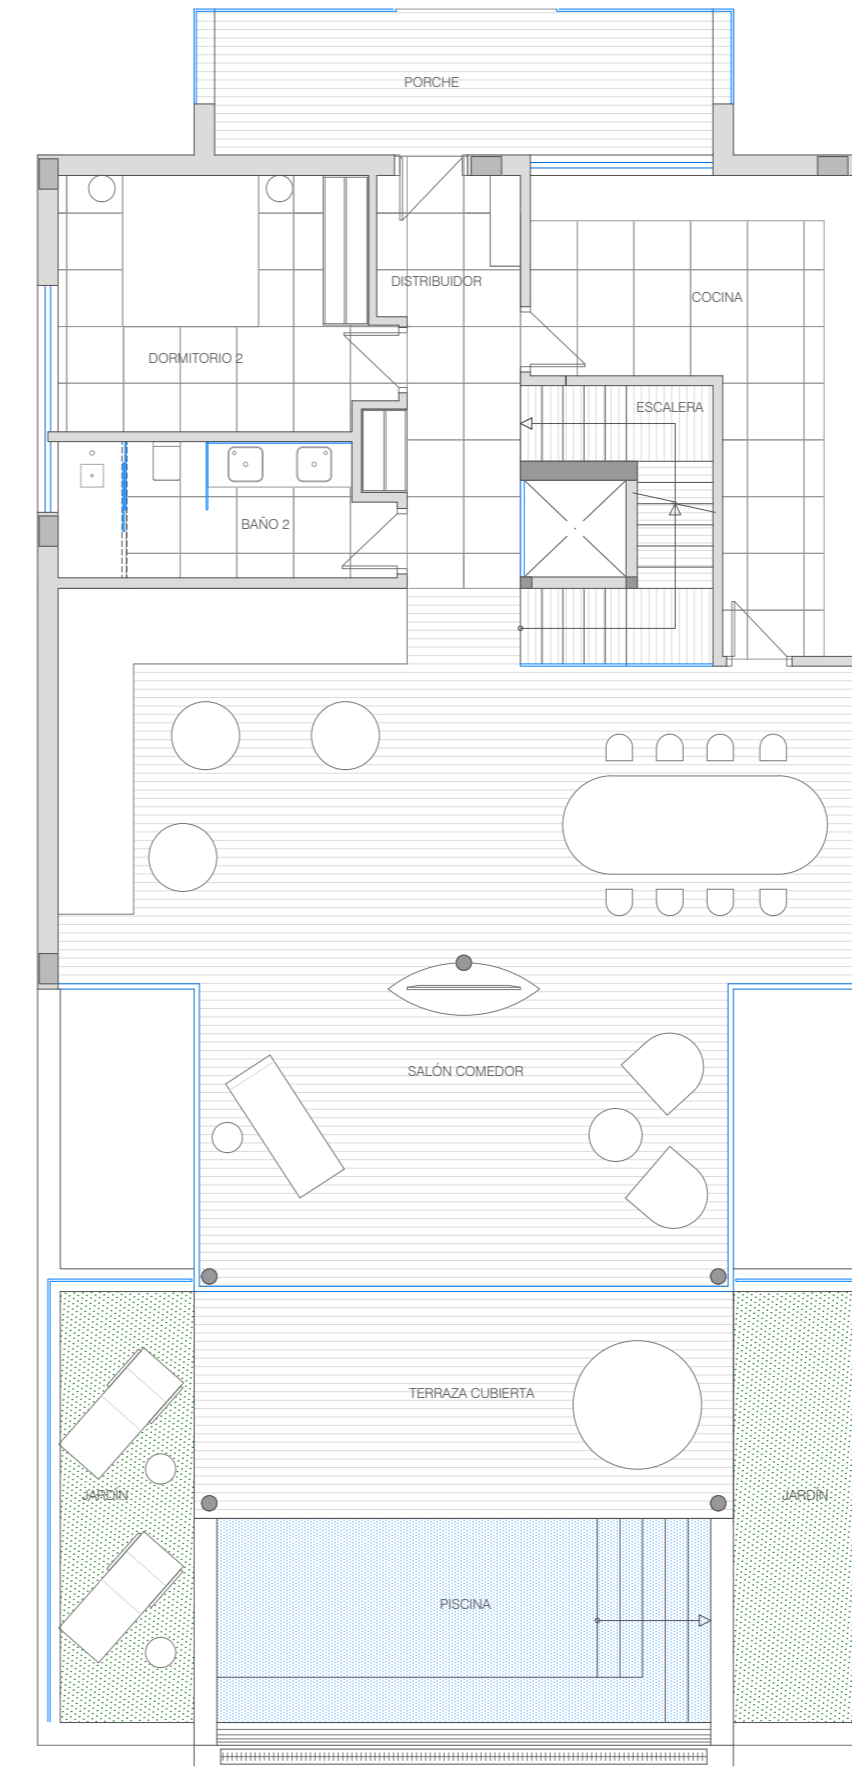 PORCHE
DISTRIBUIDOR
COCINA
DORMITORIO 2
ESCALERA
BAÑO 2
SALÓN COMEDOR
TERRAZA CUBIERTA
JARDÍN
JARDÍN
PISCINA